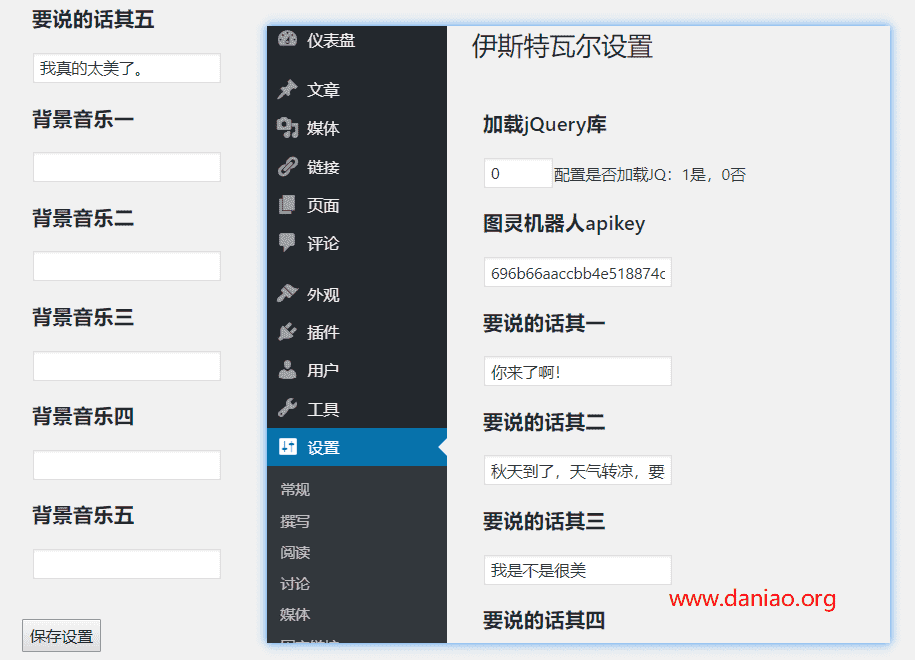 要说的话其五
我真的太美了。
背景音乐一
背景音乐二
背景音乐三
背景音乐四
背景音乐五
保存设置
仪表盘
文章
媒体
链接
页面
评论
外观
插件
用户
工具
设置
常规
撰写
阅读
讨论
媒体
伊斯特瓦尔设置
加载jQuery库
0 配置是否加载JQ：1是，0否
图灵机器人apikey
696b66aaccbb4e518874c
要说的话其一
你来了啊！
要说的话其二
秋天到了，天气转凉，要
要说的话其三
我是不是很美
www.daniao.org
要说的话其四